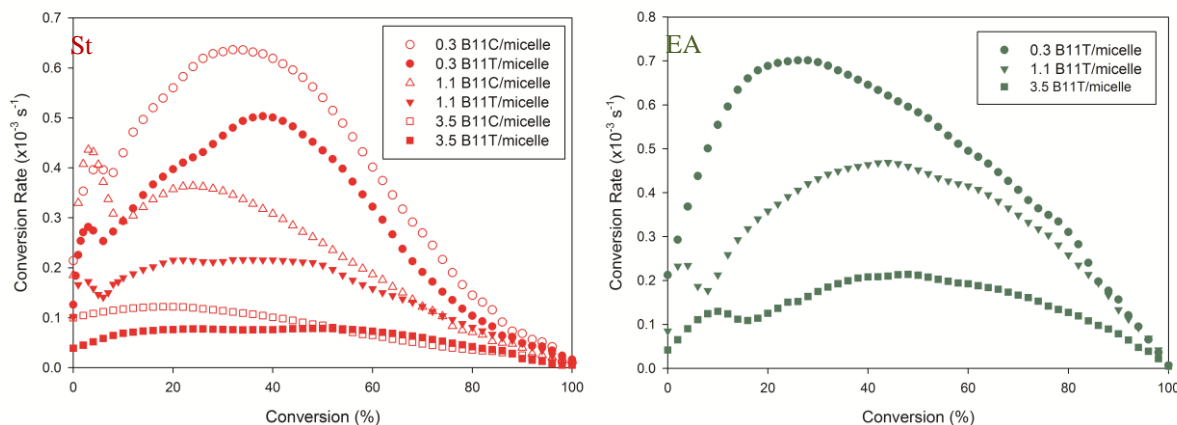 St
0.7
0.6
0.5
0.4
0.3
0.2
0.1
0.0
Conversion Rate (x10⁻³ s⁻¹)
0.3 B11C/micelle
0.3 B11T/micelle
1.1 B11C/micelle
1.1 B11T/micelle
3.5 B11C/micelle
3.5 B11T/micelle
0 20 40 60 80 100
Conversion (%)
EA
0.8
0.7
0.6
0.5
0.4
0.3
0.2
0.1
0.0
Conversion Rate (x10⁻³ s⁻¹)
0.3 B11T/micelle
1.1 B11T/micelle
3.5 B11T/micelle
0 20 40 60 80 100
Conversion (%)